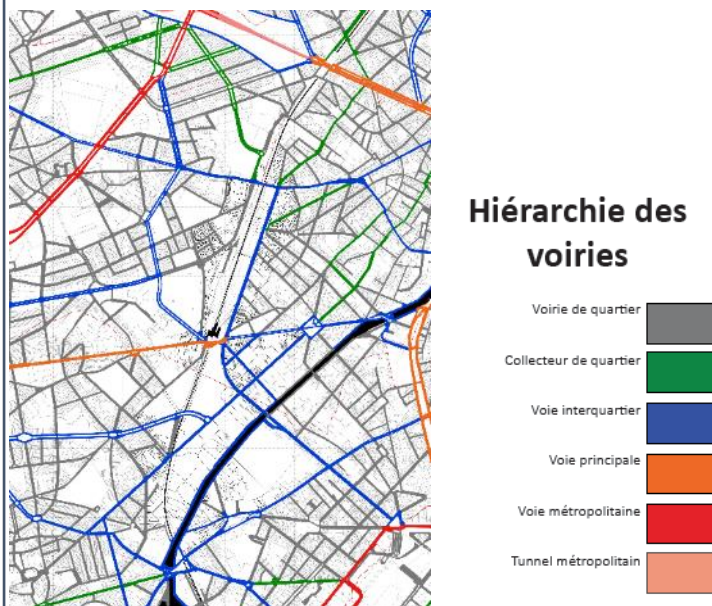 Hiérarchie des
voiries
Voirie de quartier
Collecteur de quartier
Voie interquartier
Voie principale
Voie métropolitaine
Tunnel métropolitain